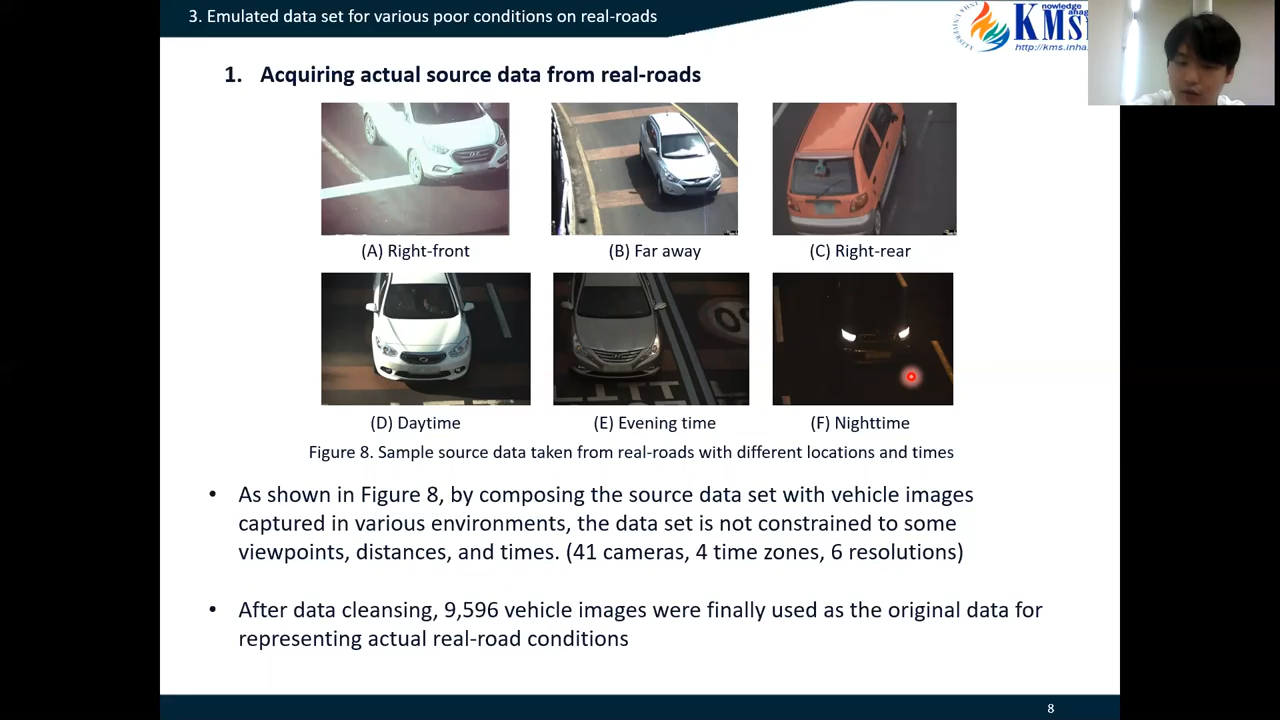 3. Emulated data set for various poor conditions on real-roads
KMs
nowledge
http://kms.inha
1. Acquiring actual source data from real-roads
(A) Right-front
(B) Far away
(C) Right-rear
(D) Daytime
(E) Evening time
(F) Nighttime
Figure 8. Sample source data taken from real-roads with different locations and times
• As shown in Figure 8, by composing the source data set with vehicle images
captured in various environments, the data set is not constrained to some
viewpoints, distances, and times. (41 cameras, 4 time zones, 6 resolutions)
• After data cleansing, 9,596 vehicle images were finally used as the original data for
representing actual real-road conditions
8